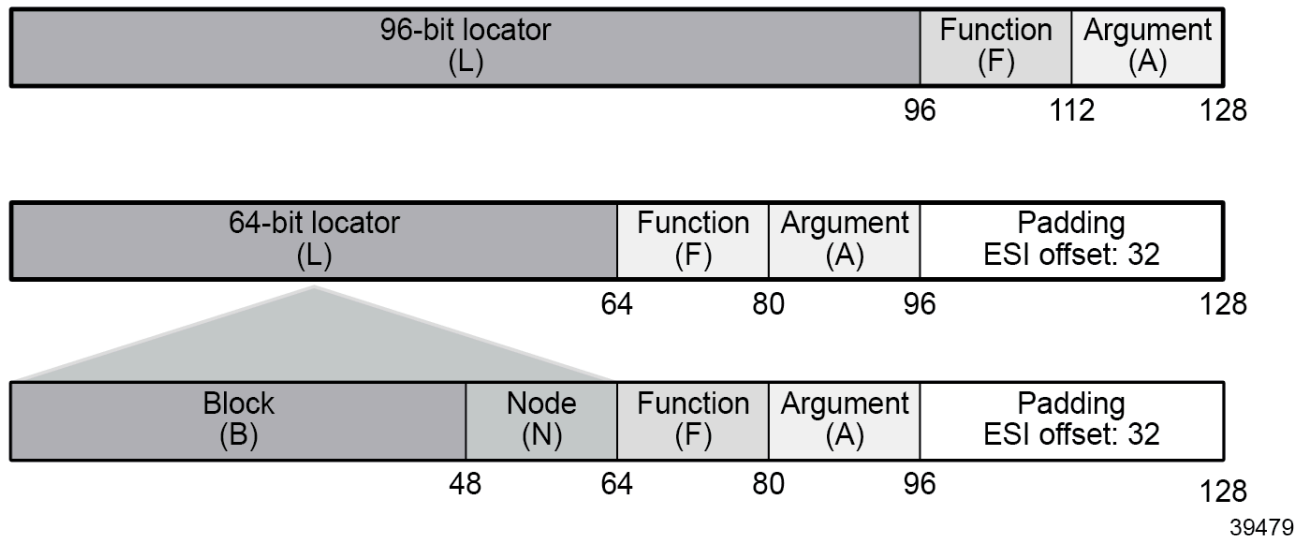 96-bit locator
(L)
Function
(F)
Argument
(A)
96
112
128
64-bit locator
(L)
Function
(F)
Argument
(A)
Padding
ESI offset: 32
64
80
96
128
Block
(B)
Node
(N)
Function
(F)
Argument
(A)
Padding
ESI offset: 32
48
64
80
96
128
39479